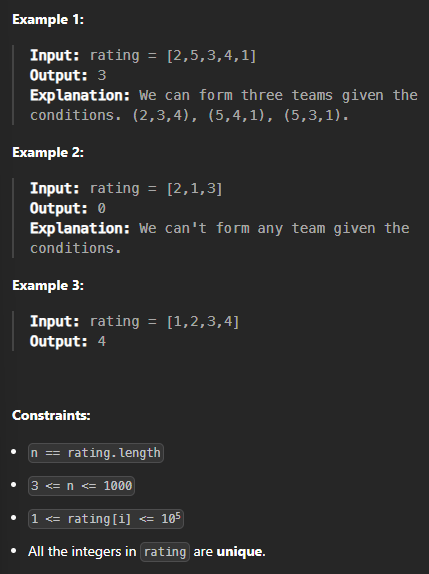 Example 1:
Input: rating = [2,5,3,4,1]
Output: 3
Explanation: We can form three teams given the
conditions. (2,3,4), (5,4,1), (5,3,1).
Example 2:
Input: rating = [2,1,3]
Output: 0
Explanation: We can't form any team given the
conditions.
Example 3:
Input: rating = [1,2,3,4]
Output: 4
Constraints:
• n == rating.length
• 3 <= n <= 1000
• 1 <= rating[i] <= 10⁵
• All the integers in rating are unique.